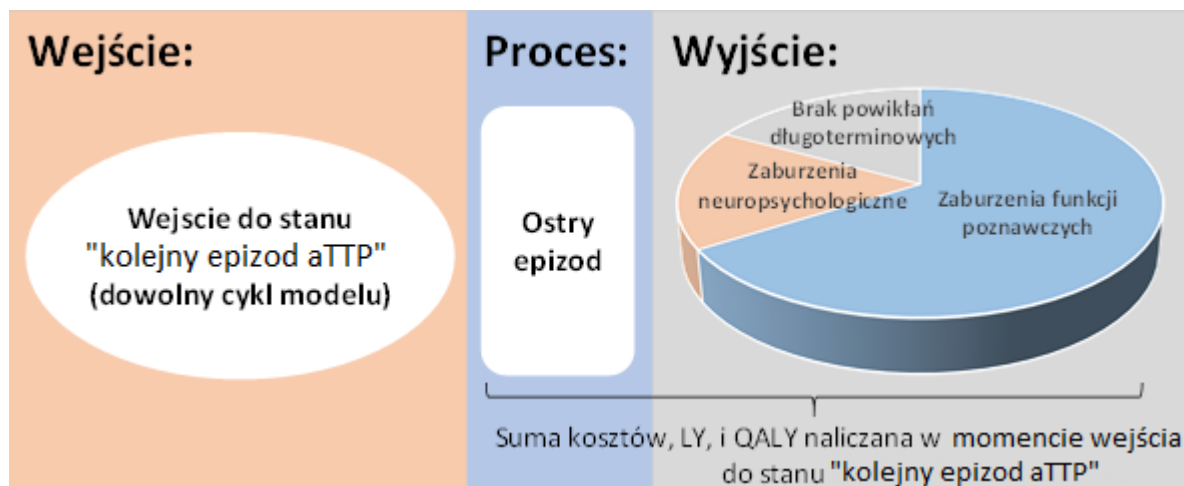 Wejście:
Proces:
Wyjście:
Wejscie do stanu
"kolejny epizod aTTP"
(dowolny cykl modelu)
Ostry
epizod
Brak powikłań
długoterminowych
Zaburzenia
neuropsychologiczne
Zaburzenia funkcji
poznawczych
Suma kosztów, LY, i QALY naliczana w momencie wejścia
do stanu "kolejny epizod aTTP"